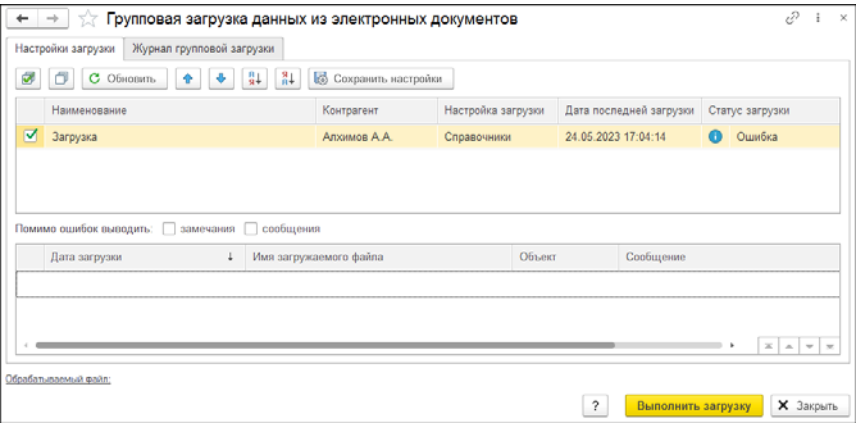 Групповая загрузка данных из электронных документов
Настройки загрузки Журнал групповой загрузки
Обновить Сохранить настройки
Наименование Контрагент Настройка загрузки Дата последней загрузки Статус загрузки
Загрузка Алхимов А.А. Справочники 24.05.2023 17:04:14 Ошибка
Помимо ошибок выводить: замечания сообщения
Дата загрузки ↓ Имя загружаемого файла Объект Сообщение
Обрабатываемый файл:
? Выполнить загрузку Закрыть